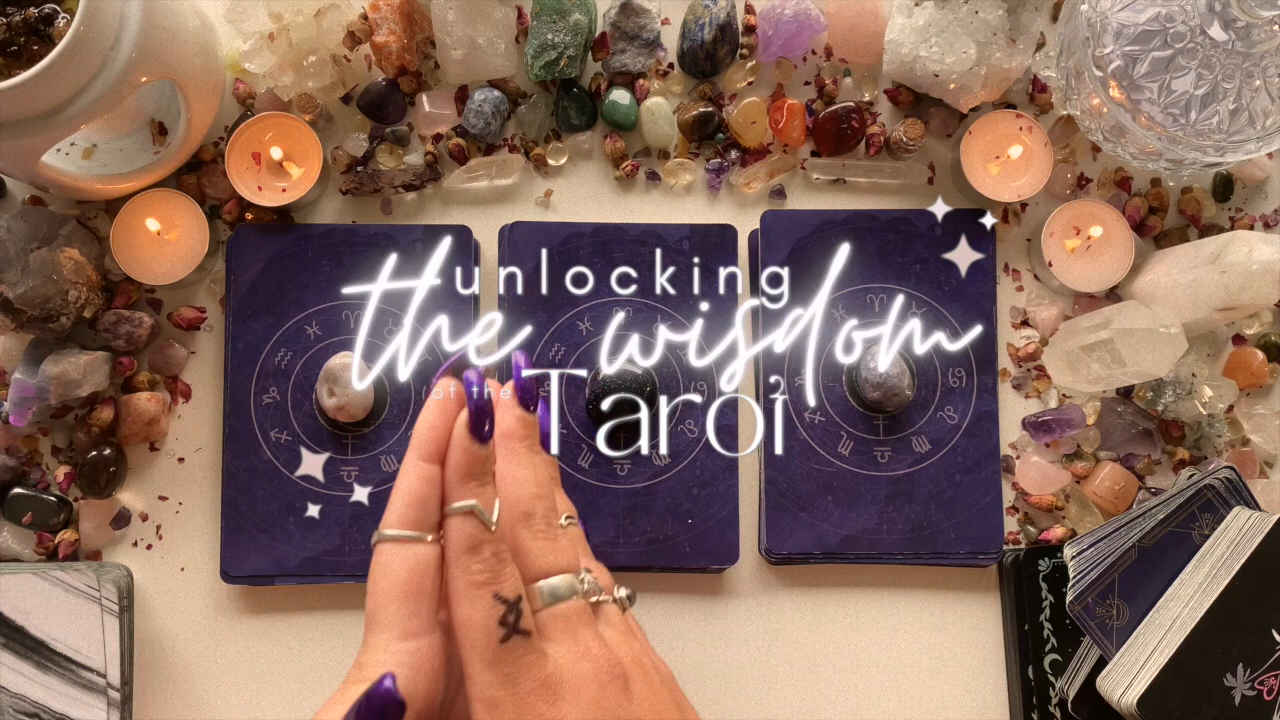 unlocking
the wisdom
of the
Tarot